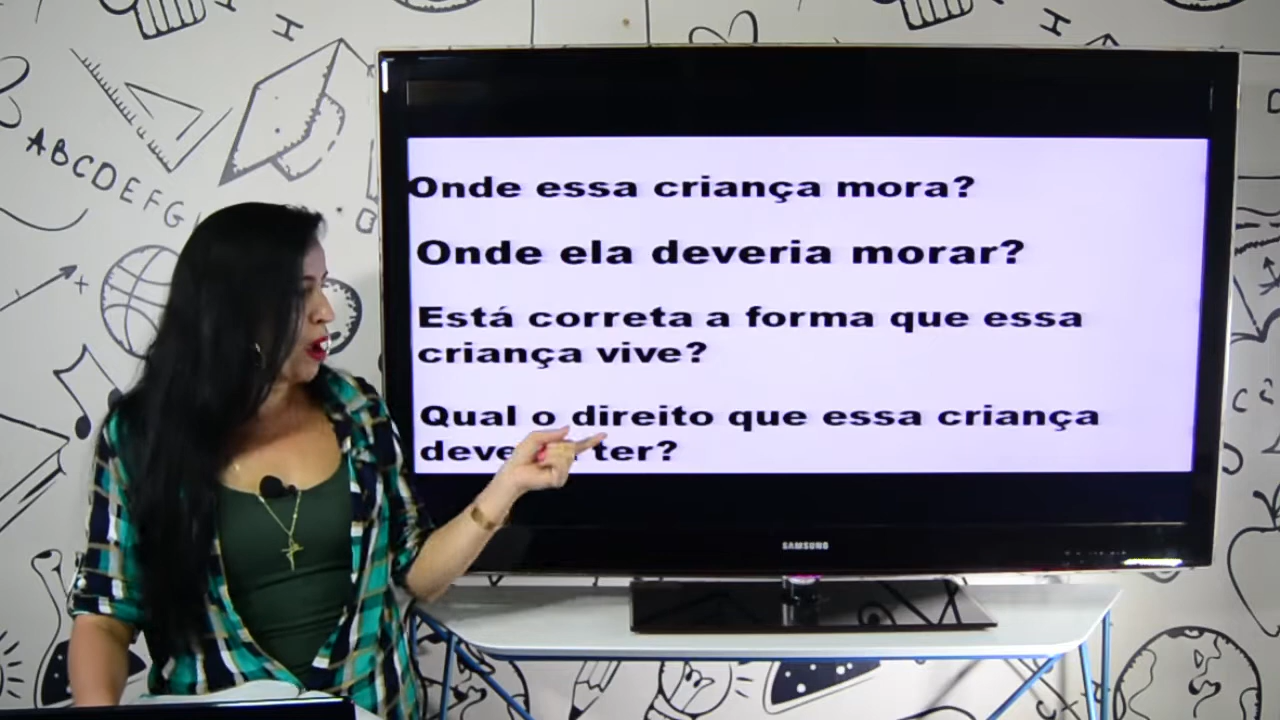 ABCDEFG
Onde essa criança mora?
Onde ela deveria morar?
Está correta a forma que essa
criança vive?
Qual o direito que essa criança
ter?
SAMSUNG